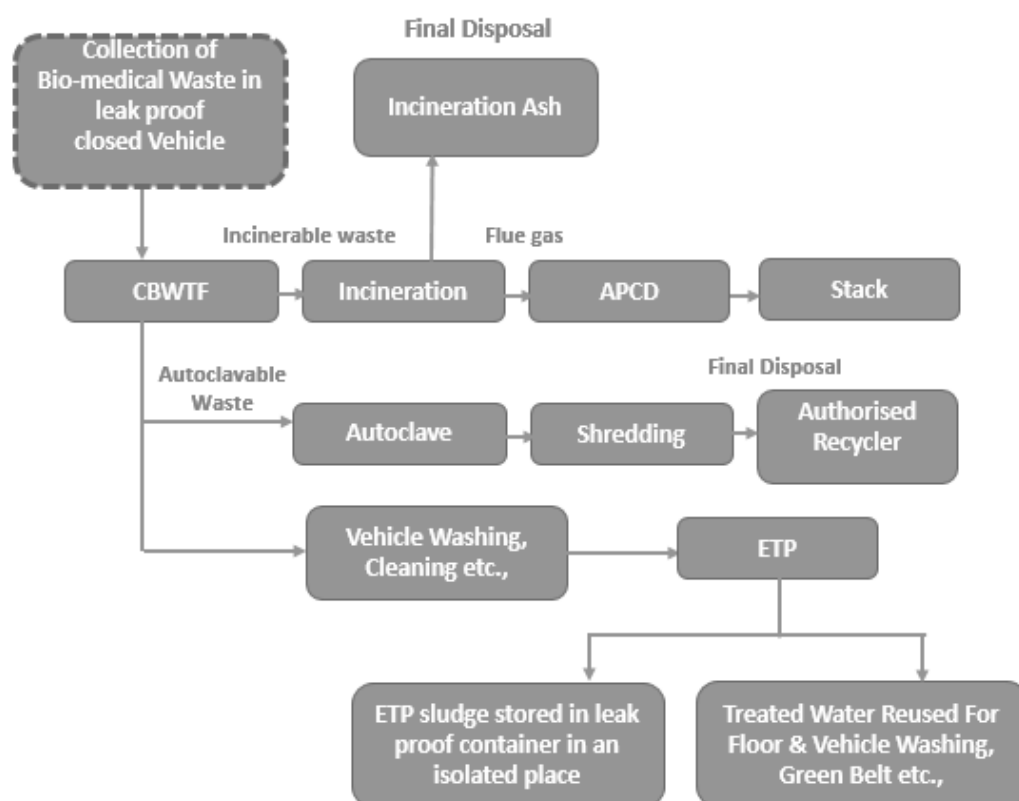 Final Disposal
Collection of
Bio-medical Waste in
leak proof
closed Vehicle
Incineration Ash
Incinerable waste
Flue gas
CBWTF
Incineration
APCD
Stack
Autoclavable
Waste
Final Disposal
Autoclave
Shredding
Authorised
Recycler
Vehicle Washing,
Cleaning etc.,
ETP
ETP sludge stored in leak
proof container in an
isolated place
Treated Water Reused For
Floor & Vehicle Washing,
Green Belt etc.,